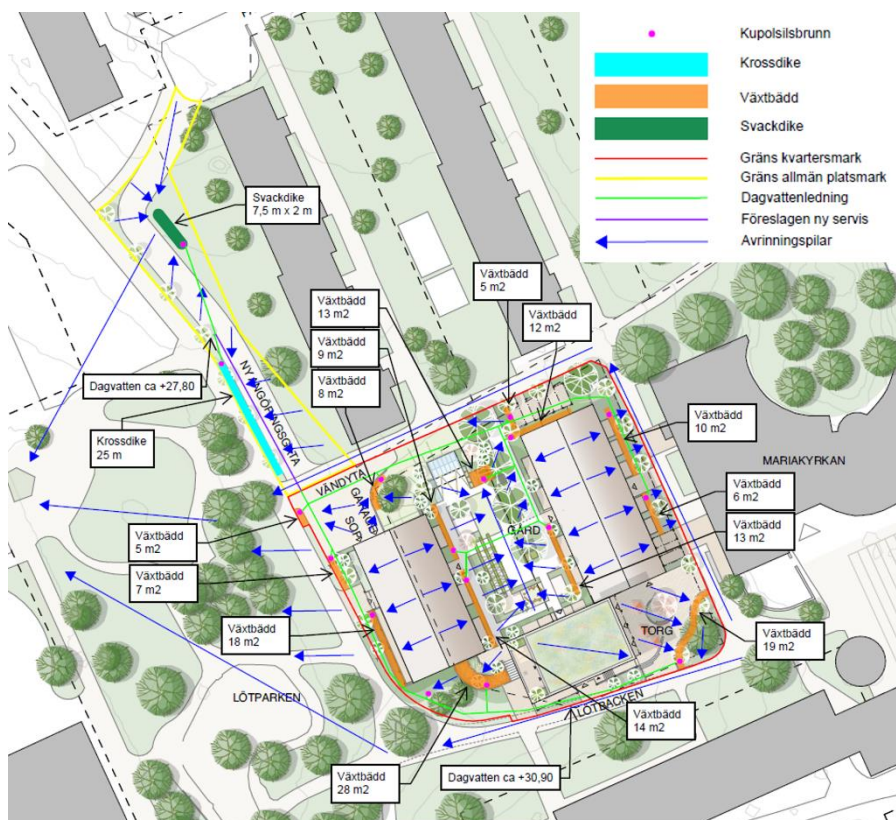 Kupolsilsbrunn
Krossdike
Växtbädd
Svackdike
Gräns kvartersmark
Gräns allmän platsmark
Dagvattenledning
Föreslagen ny servis
Avrinningspilar
Svackdike
7,5 m x 2 m
Växtbädd
13 m2
Växtbädd
9 m2
Växtbädd
8 m2
Växtbädd
5 m2
Växtbädd
12 m2
Dagvatten ca +27,80
Krossdike
25 m
VÄNDYTA
GÅRD
Växtbädd
10 m2
MARIAKYRKAN
Växtbädd
6 m2
Växtbädd
13 m2
Växtbädd
5 m2
Växtbädd
7 m2
Växtbädd
18 m2
TORG
Växtbädd
19 m2
LÖTPARKEN
LÖTBACKEN
Växtbädd
14 m2
Växtbädd
28 m2
Dagvatten ca +30,90